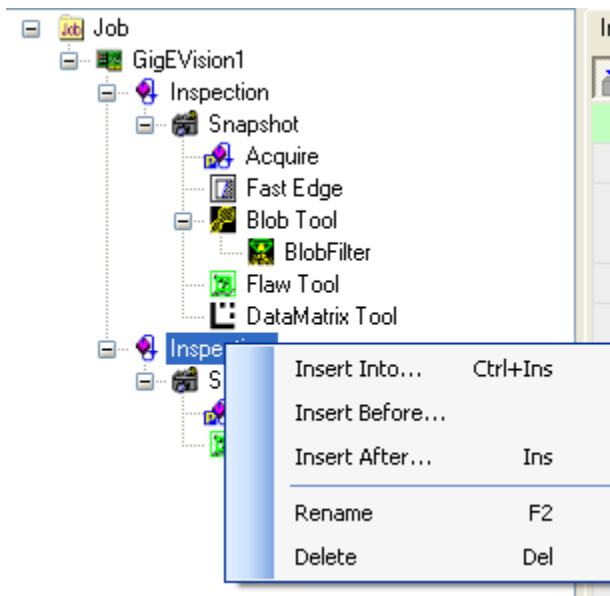 Job
GigEVision1
Inspection
Snapshot
Acquire
Fast Edge
Blob Tool
BlobFilter
Flaw Tool
DataMatrix Tool
Insert Into... Ctrl+Ins
Insert Before...
Insert After... Ins
Rename F2
Delete Del